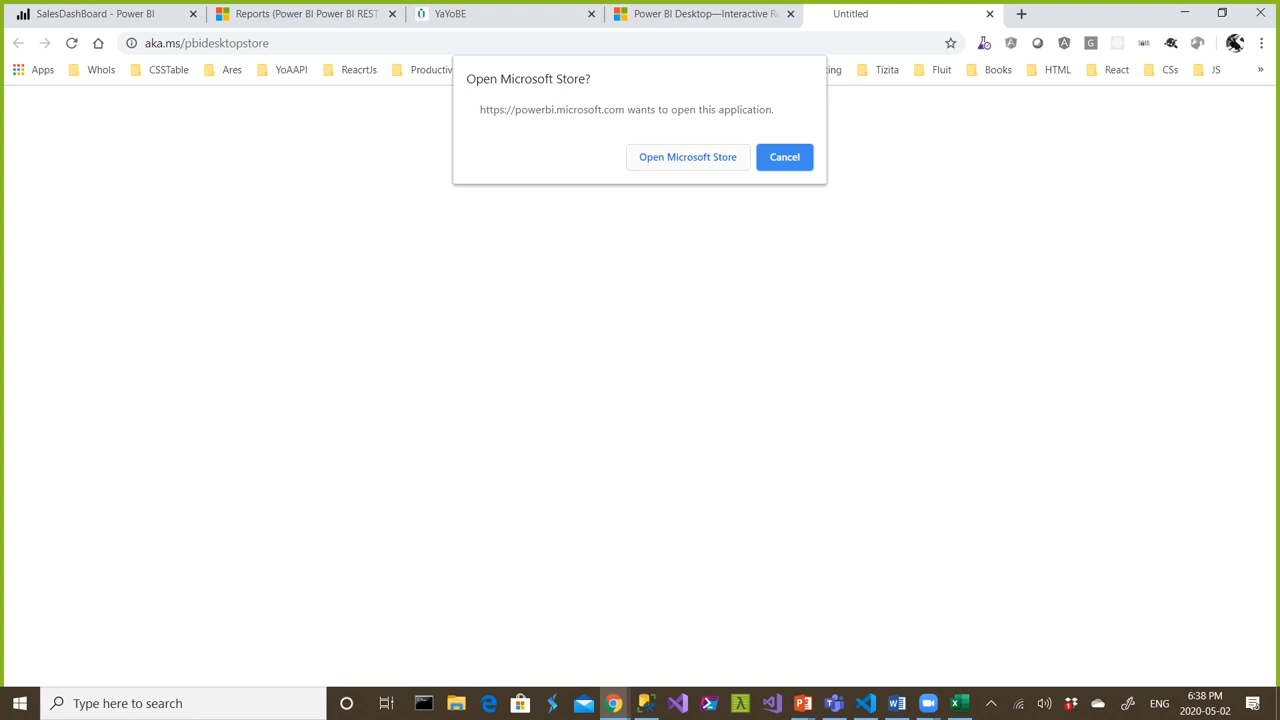 SalesDashBoard - Power BI
Reports (Power BI Power BI REST
YaYoBE
Power BI Desktop—Interactive Re
Untitled
aka.ms/pbidesktopstore
Apps
WhoIs
CSSTable
Ares
YoAAPI
ReacrtJs
Productiv
ting
Tizita
Fluit
Books
HTML
React
CSs
JS
»
Open Microsoft Store?
https://powerbi.microsoft.com wants to open this application.
Open Microsoft Store
Cancel
Type here to search
ENG
6:38 PM
2020-05-02